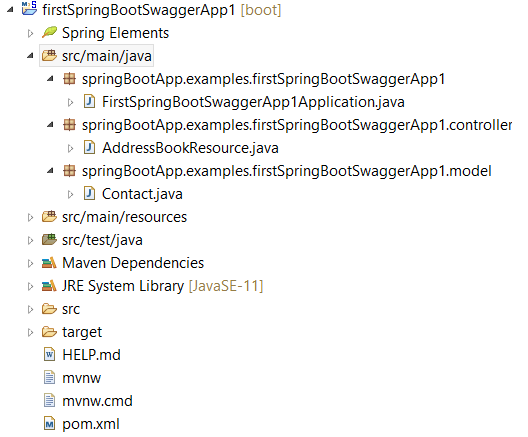 firstSpringBootSwaggerApp1 [boot]
Spring Elements
src/main/java
springBootApp.examples.firstSpringBootSwaggerApp1
FirstSpringBootSwaggerApp1Application.java
springBootApp.examples.firstSpringBootSwaggerApp1.controller
AddressBookResource.java
springBootApp.examples.firstSpringBootSwaggerApp1.model
Contact.java
src/main/resources
src/test/java
Maven Dependencies
JRE System Library [JavaSE-11]
src
target
HELP.md
mvnw
mvnw.cmd
pom.xml